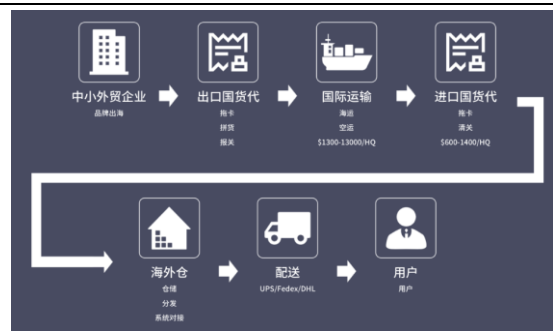 中小外贸企业
品牌出海
出口国货代
拖卡
拼货
报关
国际运输
海运
空运
$1300-13000/HQ
进口国货代
拖卡
清关
$600-1400/HQ
海外仓
仓储
分发
系统对接
配送
UPS/Fedex/DHL
用户
用户